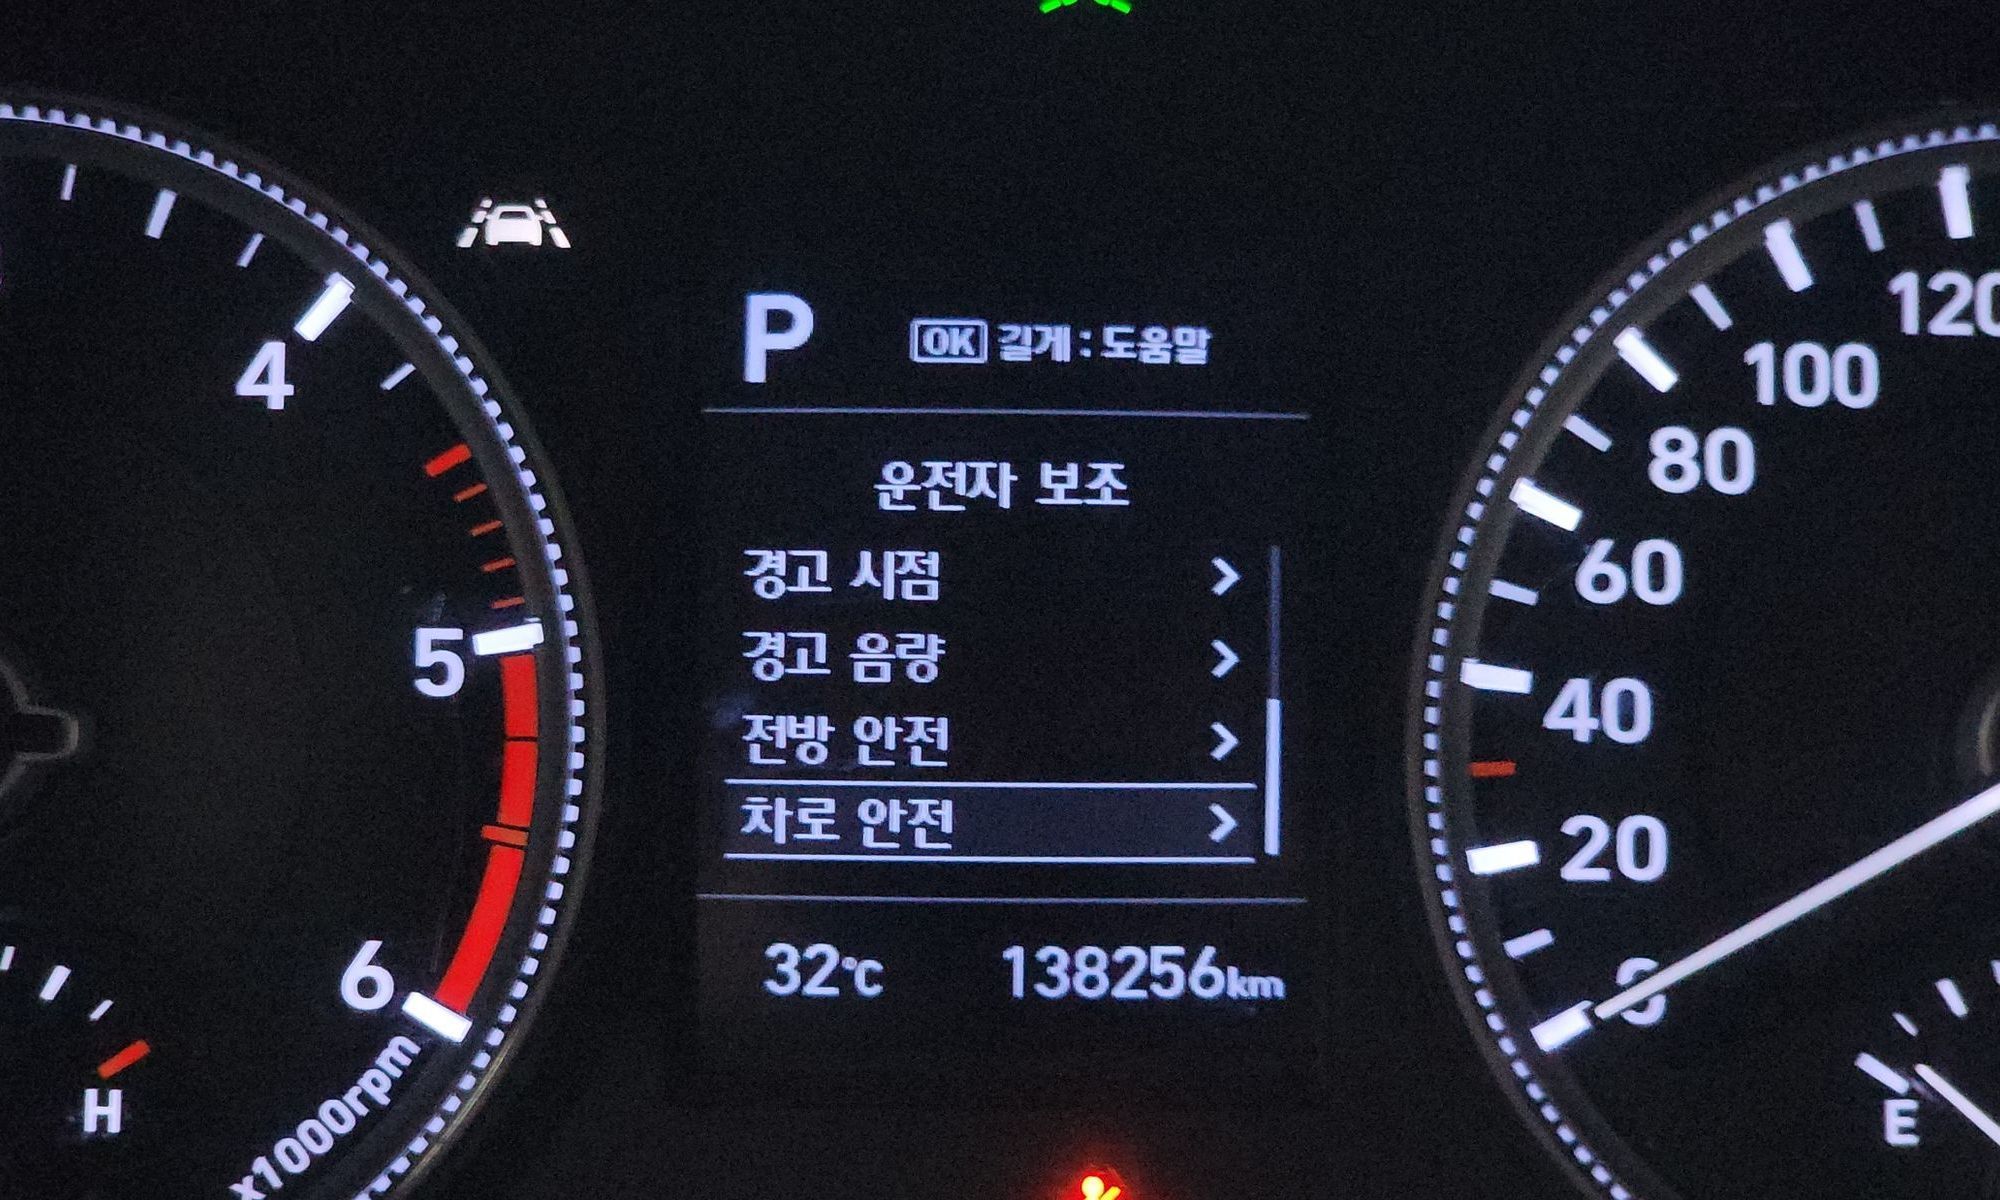 P OK 길게 : 도움말
운전자 보조
경고 시점
경고 음량
전방 안전
차로 안전
32℃ 138256km
4
5
6
x1000rpm
H
120
100
80
60
40
20
0
E